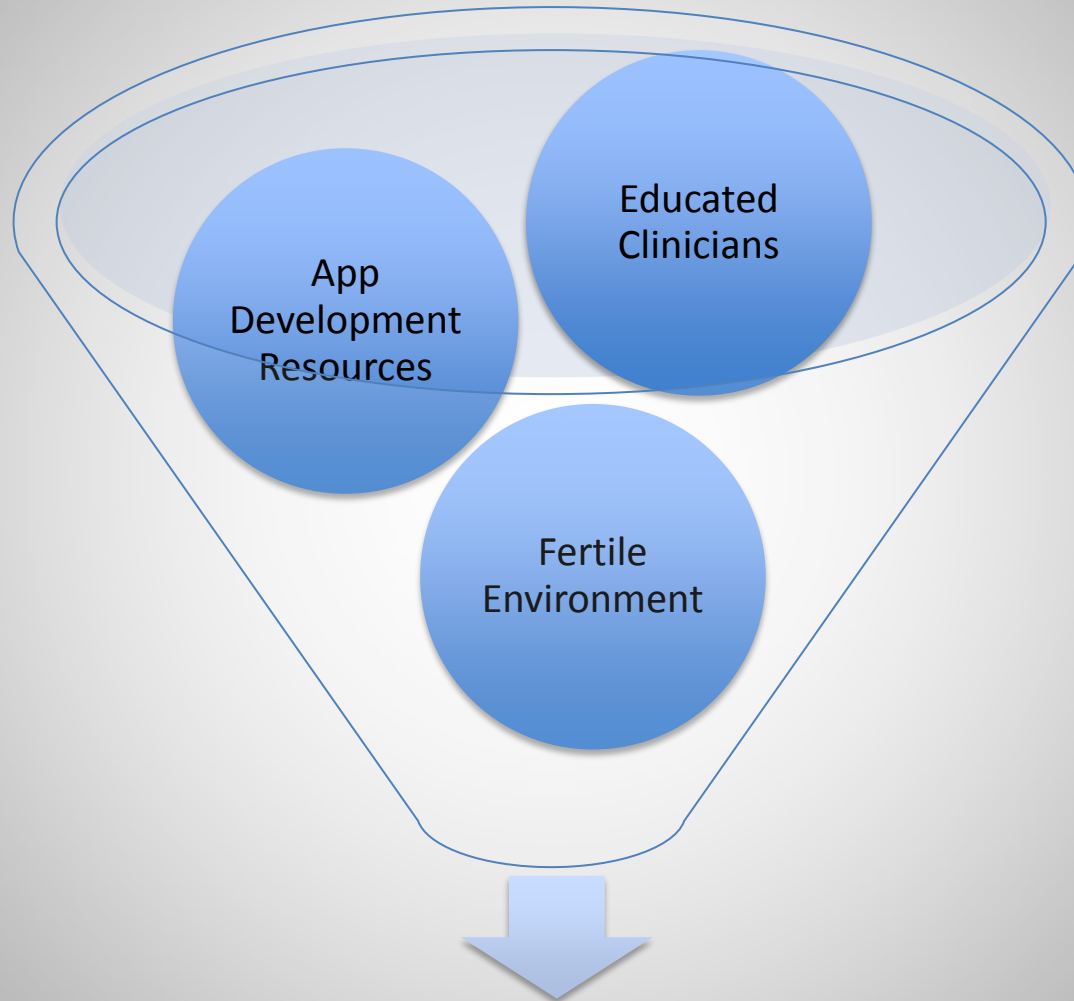 Educated
Clinicians
App
Development
Resources
Fertile
Environment